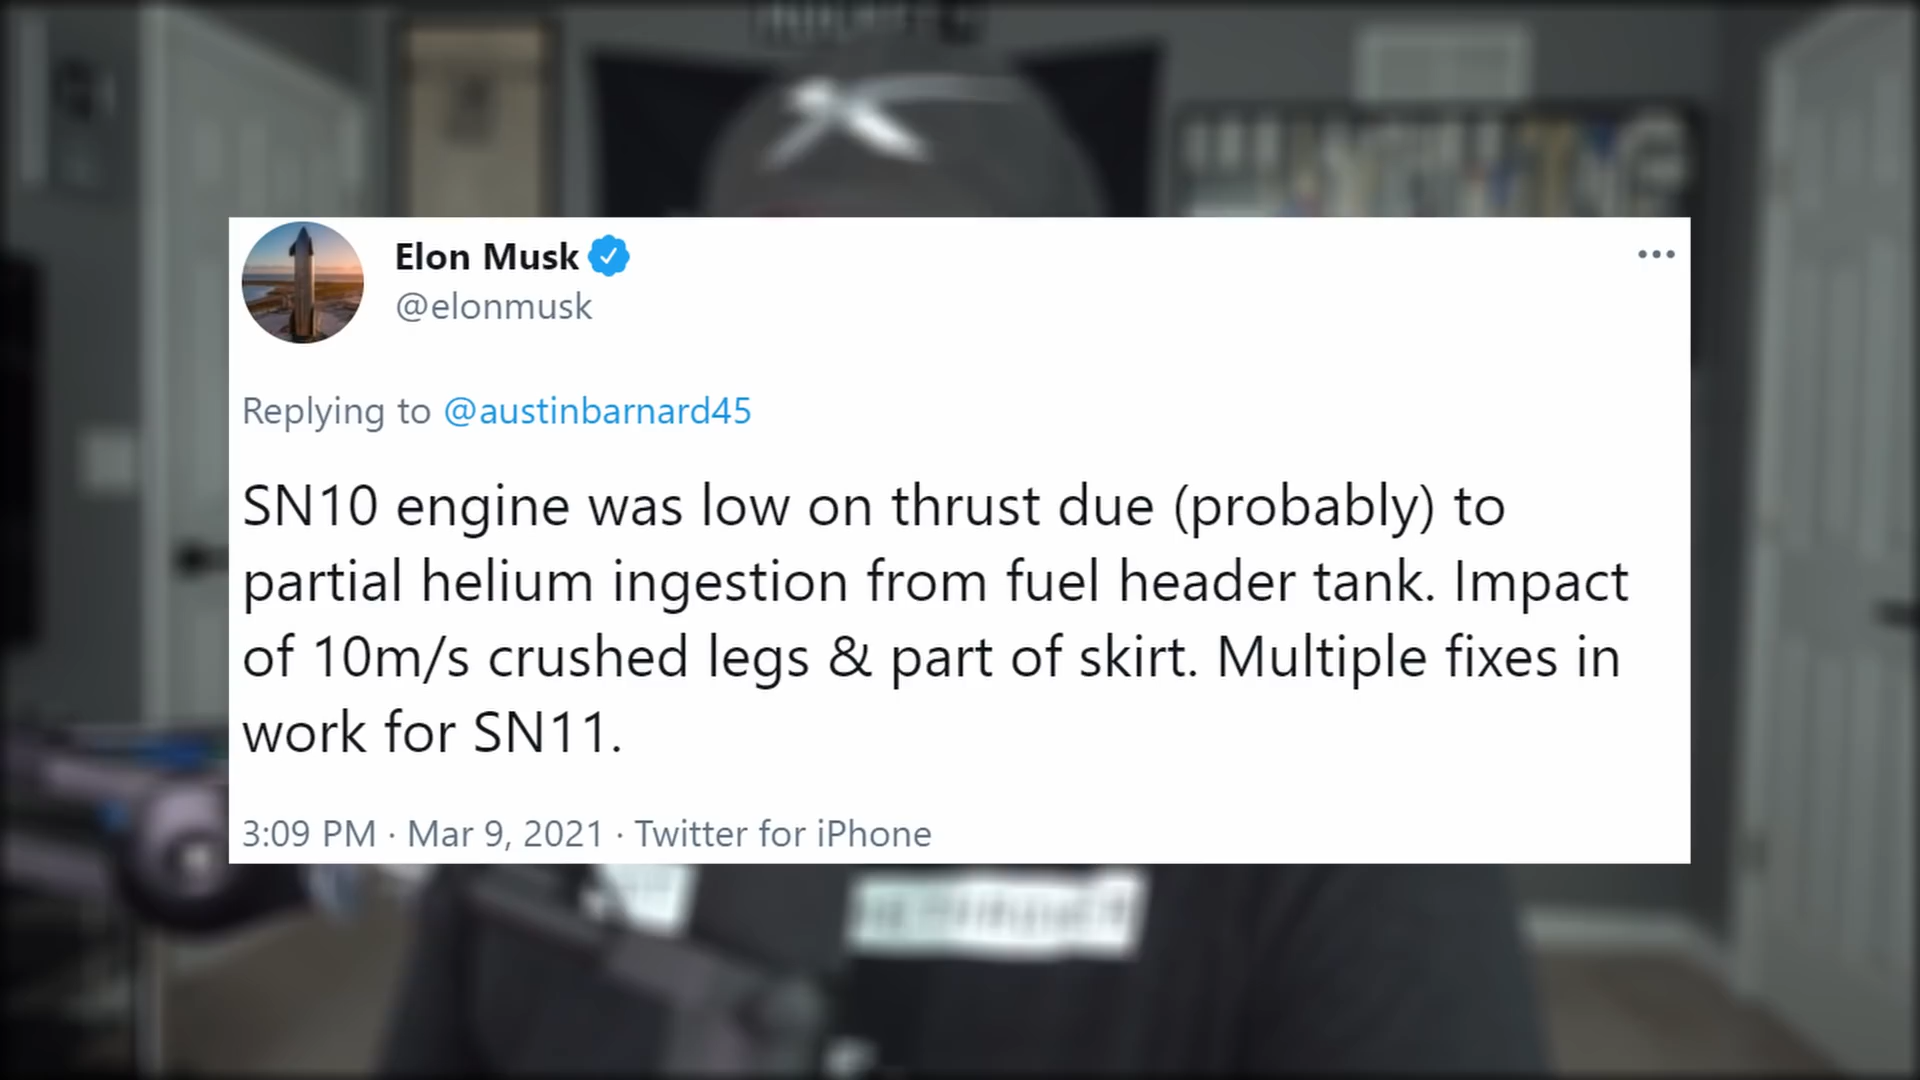 Elon Musk
@elonmusk
Replying to @austinbarnard45
SN10 engine was low on thrust due (probably) to
partial helium ingestion from fuel header tank. Impact
of 10m/s crushed legs & part of skirt. Multiple fixes in
work for SN11.
3:09 PM · Mar 9, 2021 · Twitter for iPhone